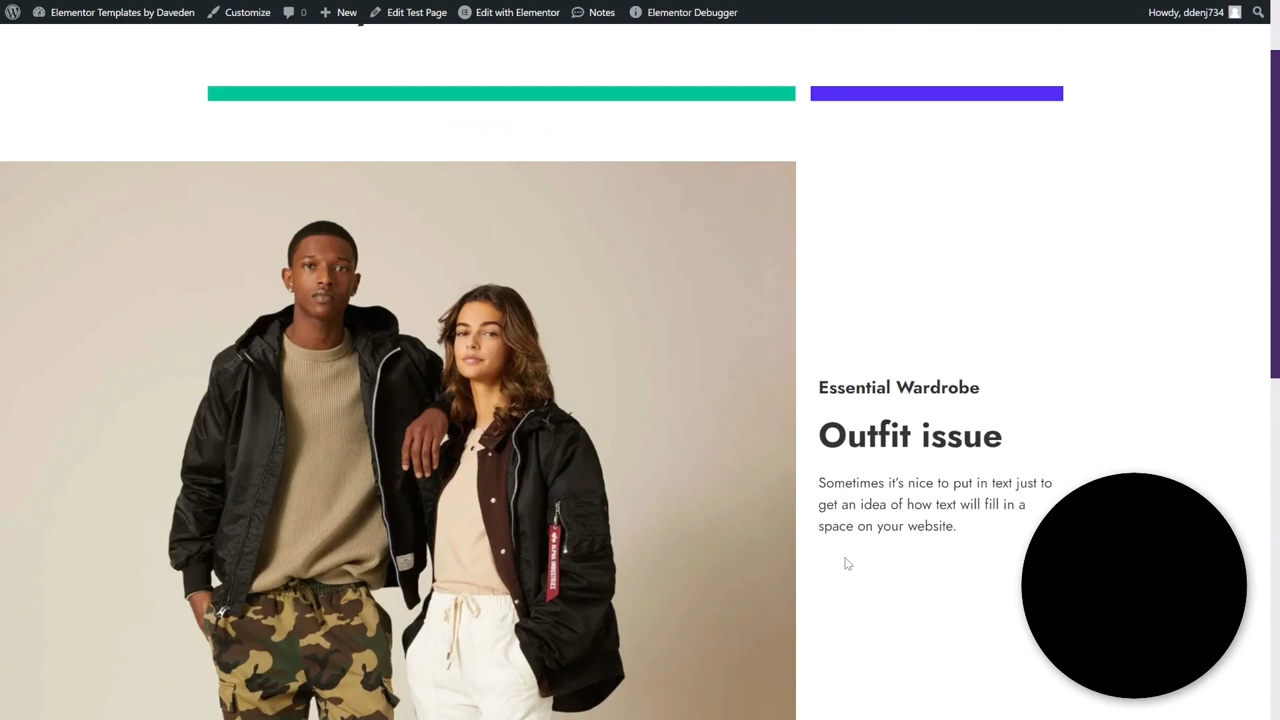 Elementor Templates by Daveden Customize 0 New Edit Test Page Edit with Elementor Notes Elementor Debugger Howdy, ddenj734
Essential Wardrobe
Outfit issue
Sometimes it's nice to put in text just to
get an idea of how text will fill in a
space on your website.
ALPHA INDUSTRIES